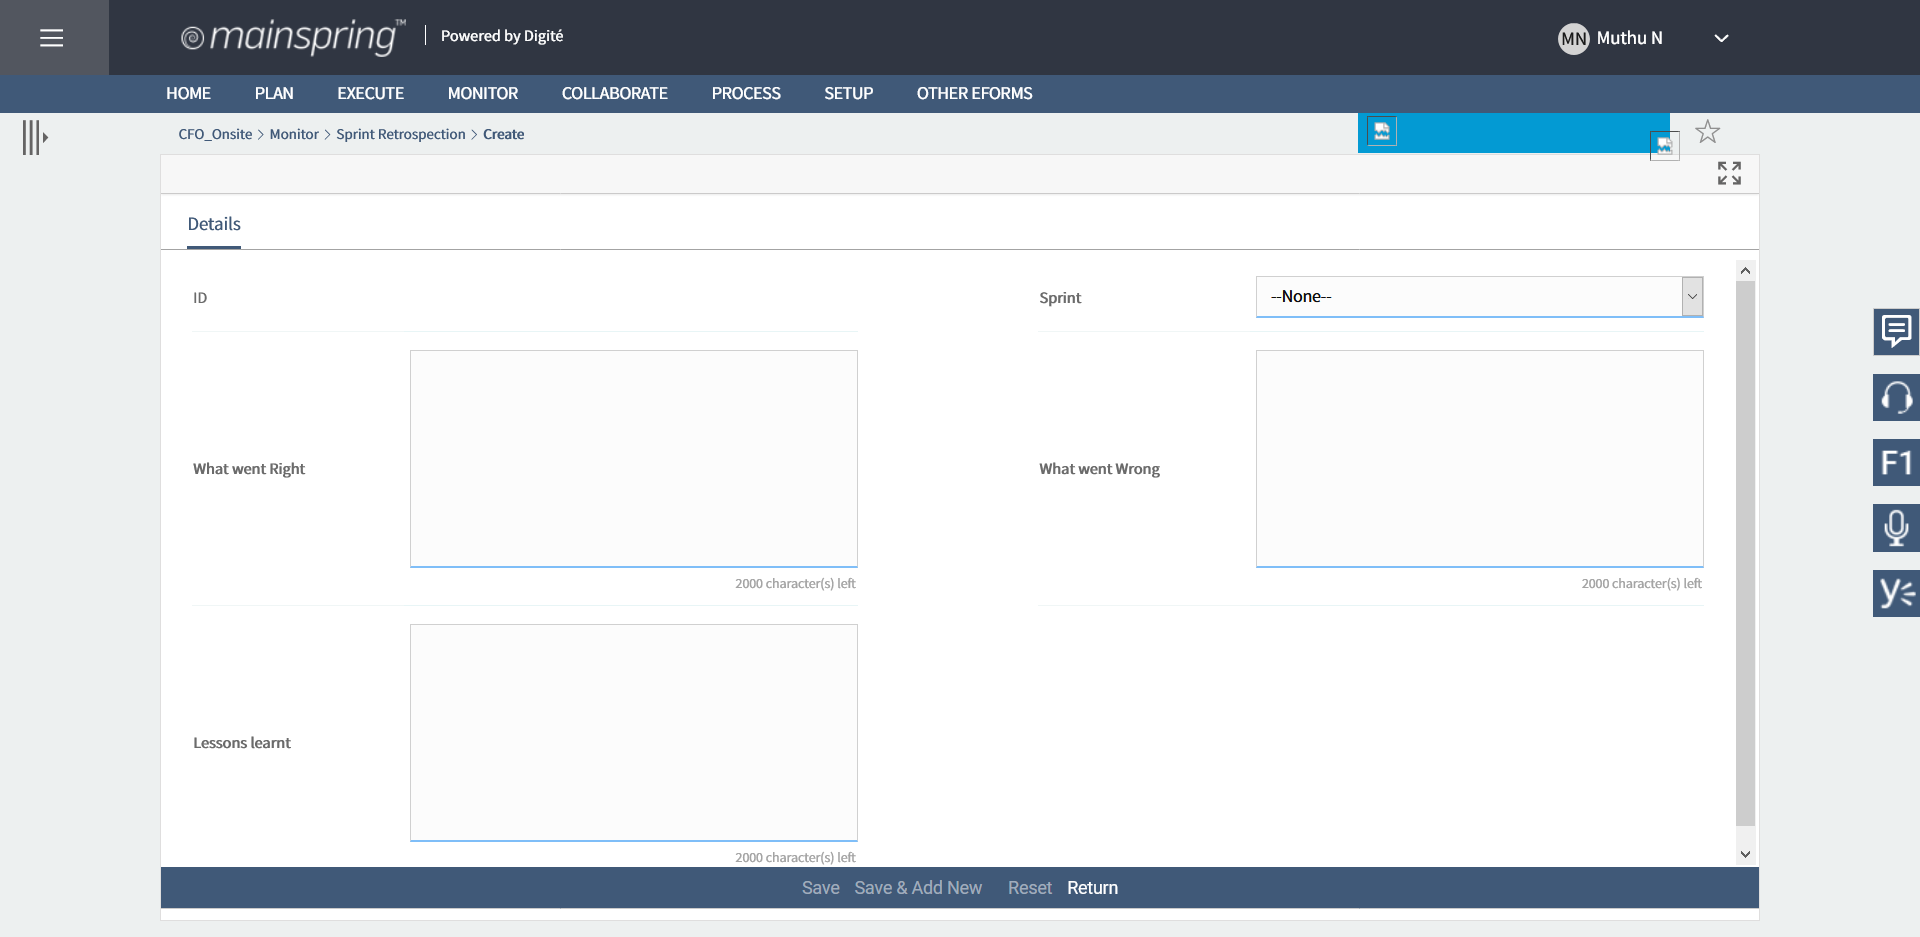 mainspring™ Powered by Digité
MN Muthu N
HOME PLAN EXECUTE MONITOR COLLABORATE PROCESS SETUP OTHER EFORMS
CFO_Onsite > Monitor > Sprint Retrospection > Create
Details
ID
Sprint --None--
What went Right
What went Wrong
2000 character(s) left
2000 character(s) left
Lessons learnt
2000 character(s) left
Save Save & Add New Reset Return
F1
y